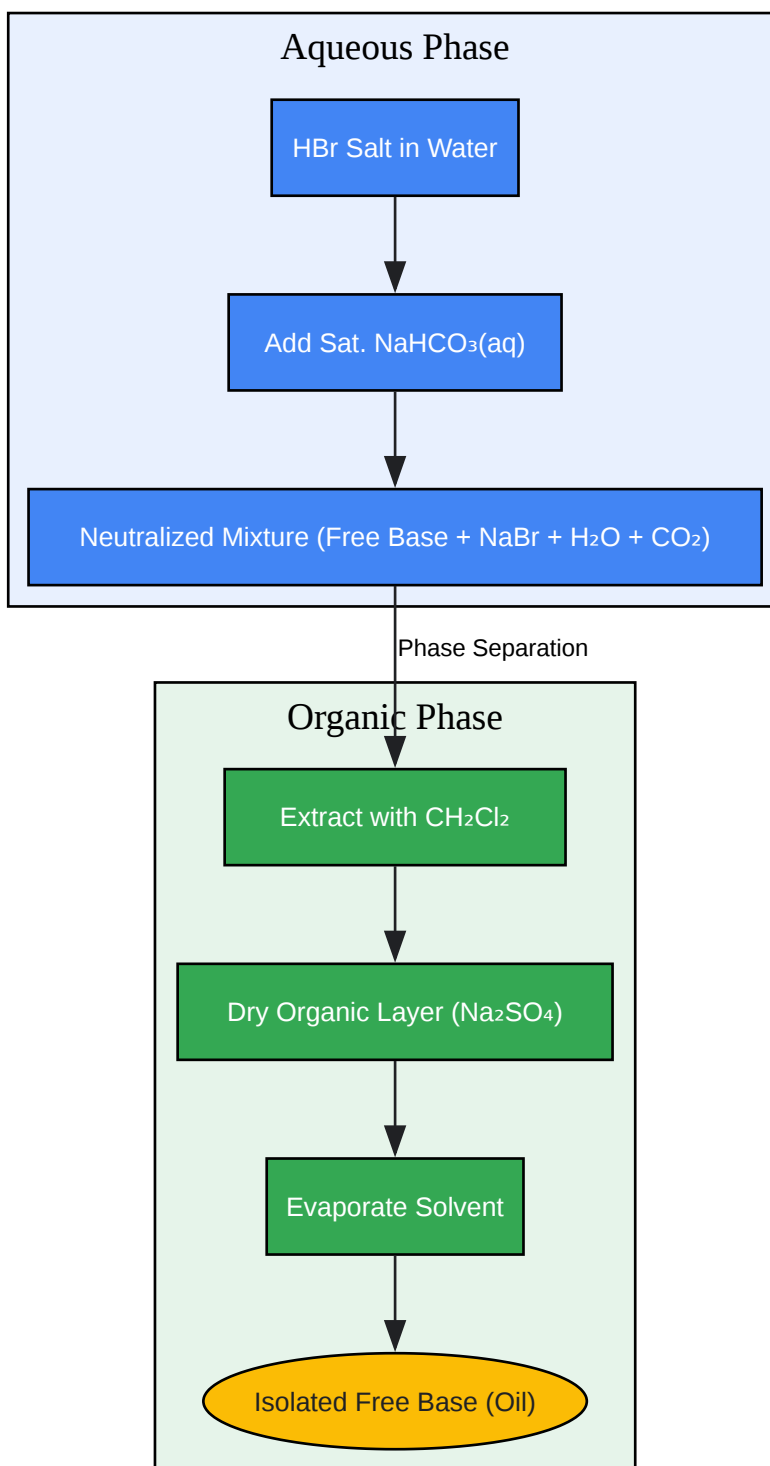 Aqueous Phase
HBr Salt in Water
Add Sat. NaHCO₃(aq)
Neutralized Mixture (Free Base + NaBr + H₂O + CO₂)
Phase Separation
Organic Phase
Extract with CH₂Cl₂
Dry Organic Layer (Na₂SO₄)
Evaporate Solvent
Isolated Free Base (Oil)